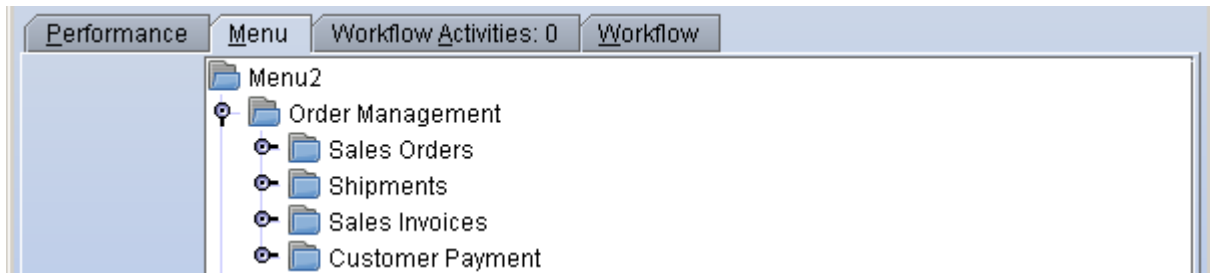 Performance Menu Workflow Activities: 0 Workflow
Menu2
Order Management
Sales Orders
Shipments
Sales Invoices
Customer Payment